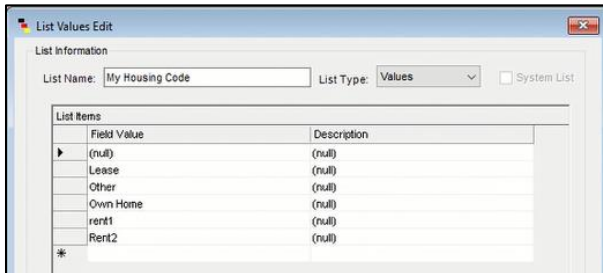 List Values Edit
List Information
List Name: My Housing Code List Type: Values System List
List Items
Field Value Description
(null) (null)
Lease (null)
Other (null)
Own Home (null)
rent1 (null)
Rent2 (null)